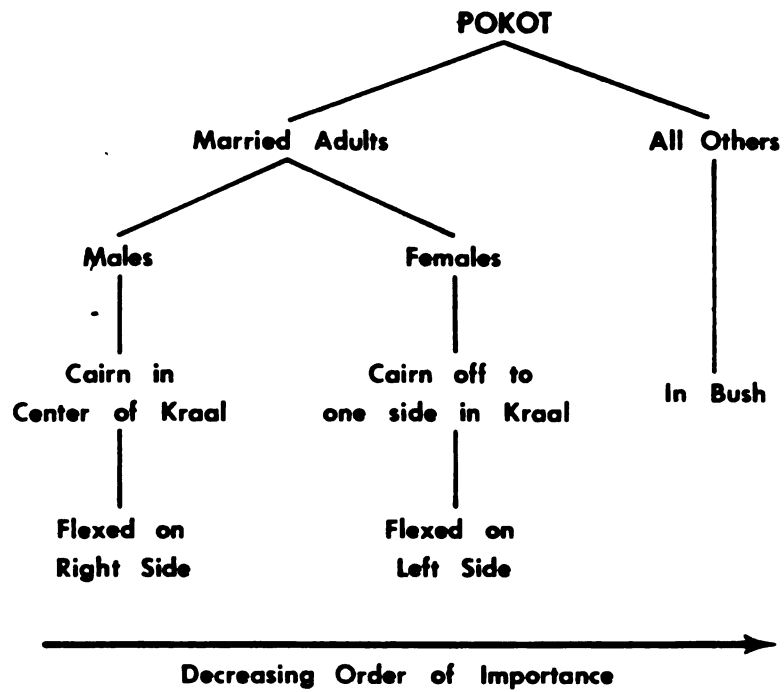 POKOT
Married Adults
All Others
Males
Females
Cairn in
Center of Kraal
Cairn off to
one side in Kraal
In Bush
Flexed on
Right Side
Flexed on
Left Side
Decreasing Order of Importance